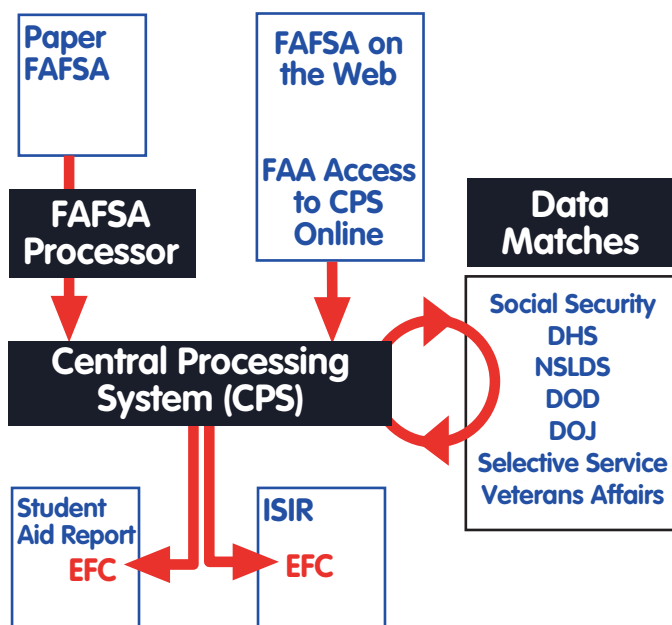 Paper
FAFSA
FAFSA on
the Web
FAA Access
to CPS
Online
FAFSA
Processor
Data
Matches
Social Security
DHS
NSLDS
DOD
DOJ
Selective Service
Veterans Affairs
Central Processing
System (CPS)
Student
Aid Report
EFC
ISIR
EFC